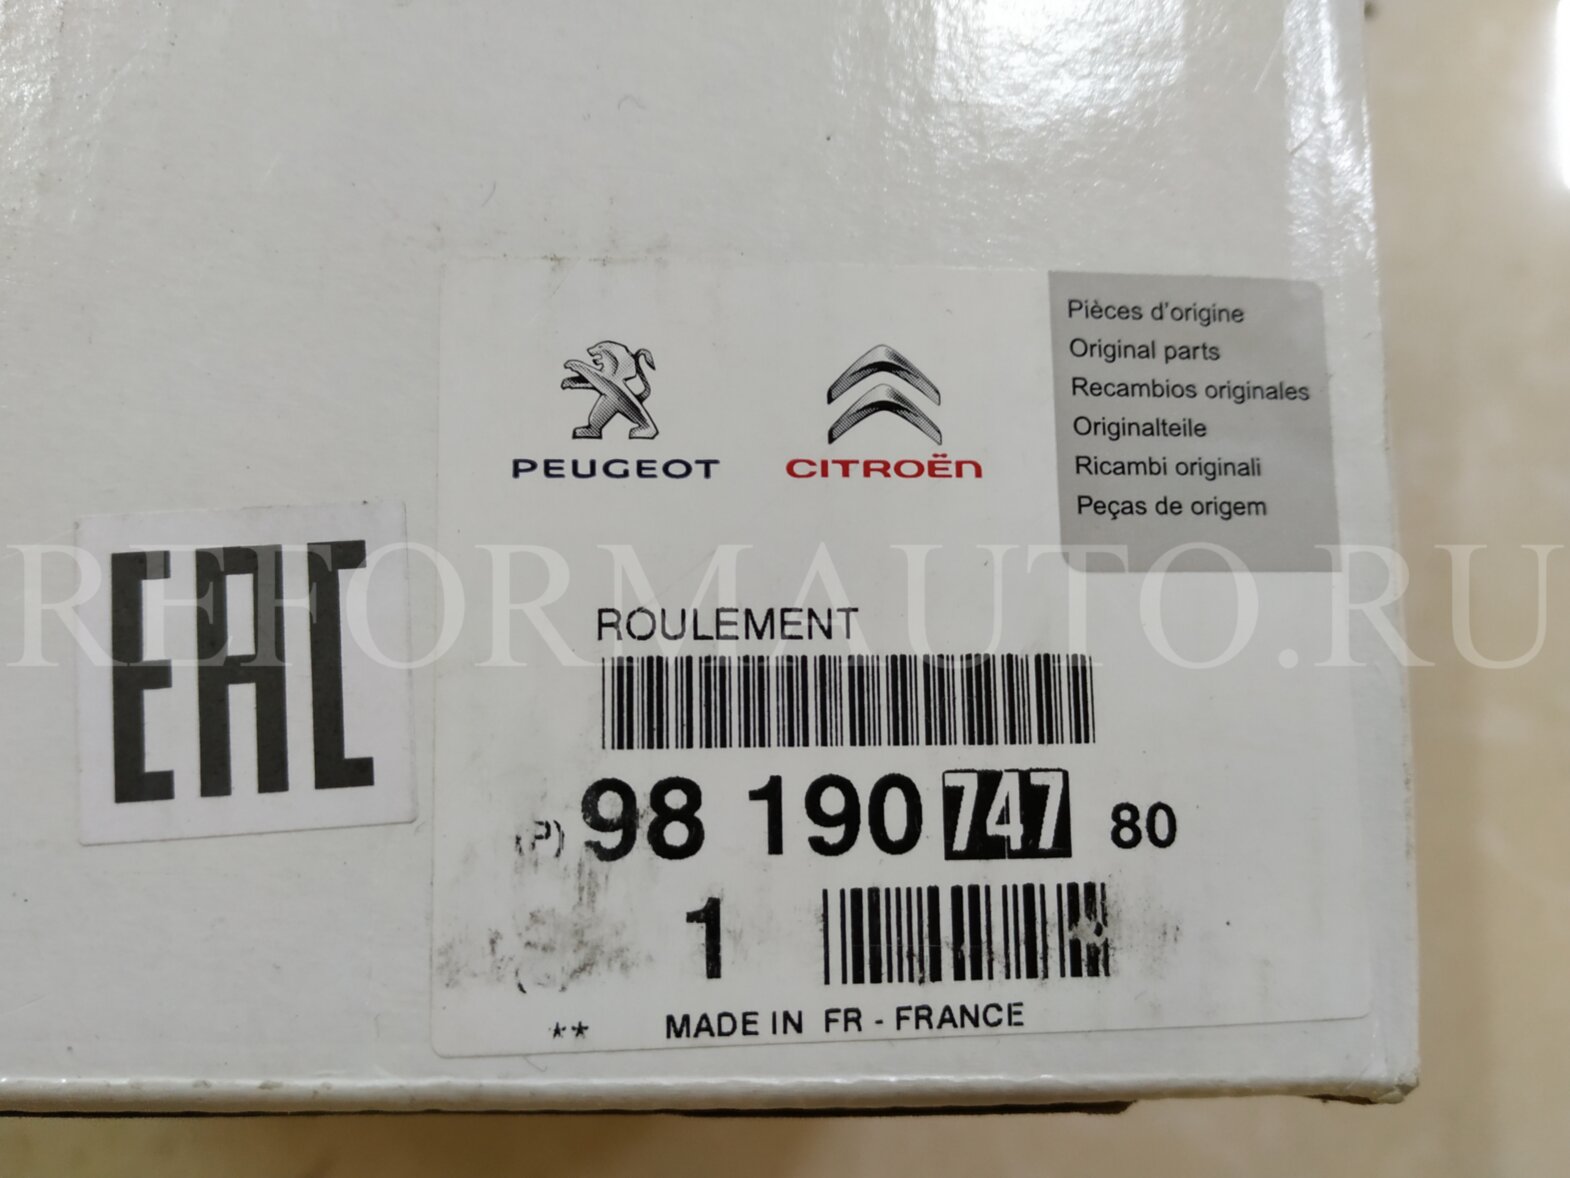 PEUGEOT
CITROËN
Pièces d'origine
Original parts
Recambios originales
Originalteile
Ricambi originali
Peças de origem
EAC
REFORMAUTO.RU
ROULEMENT
(P) 98 190 747 80
1
** MADE IN FR - FRANCE